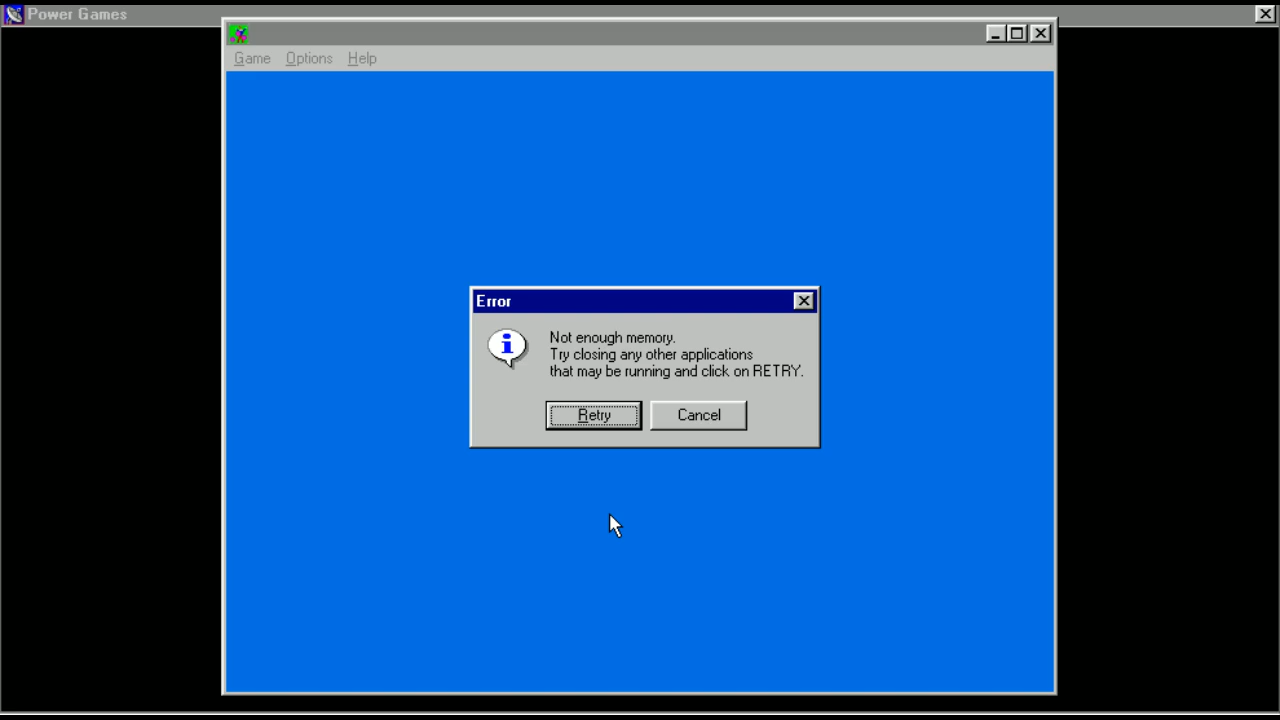 Power Games
Game Options Help
Error
Not enough memory.
Try closing any other applications
that may be running and click on RETRY.
Retry Cancel